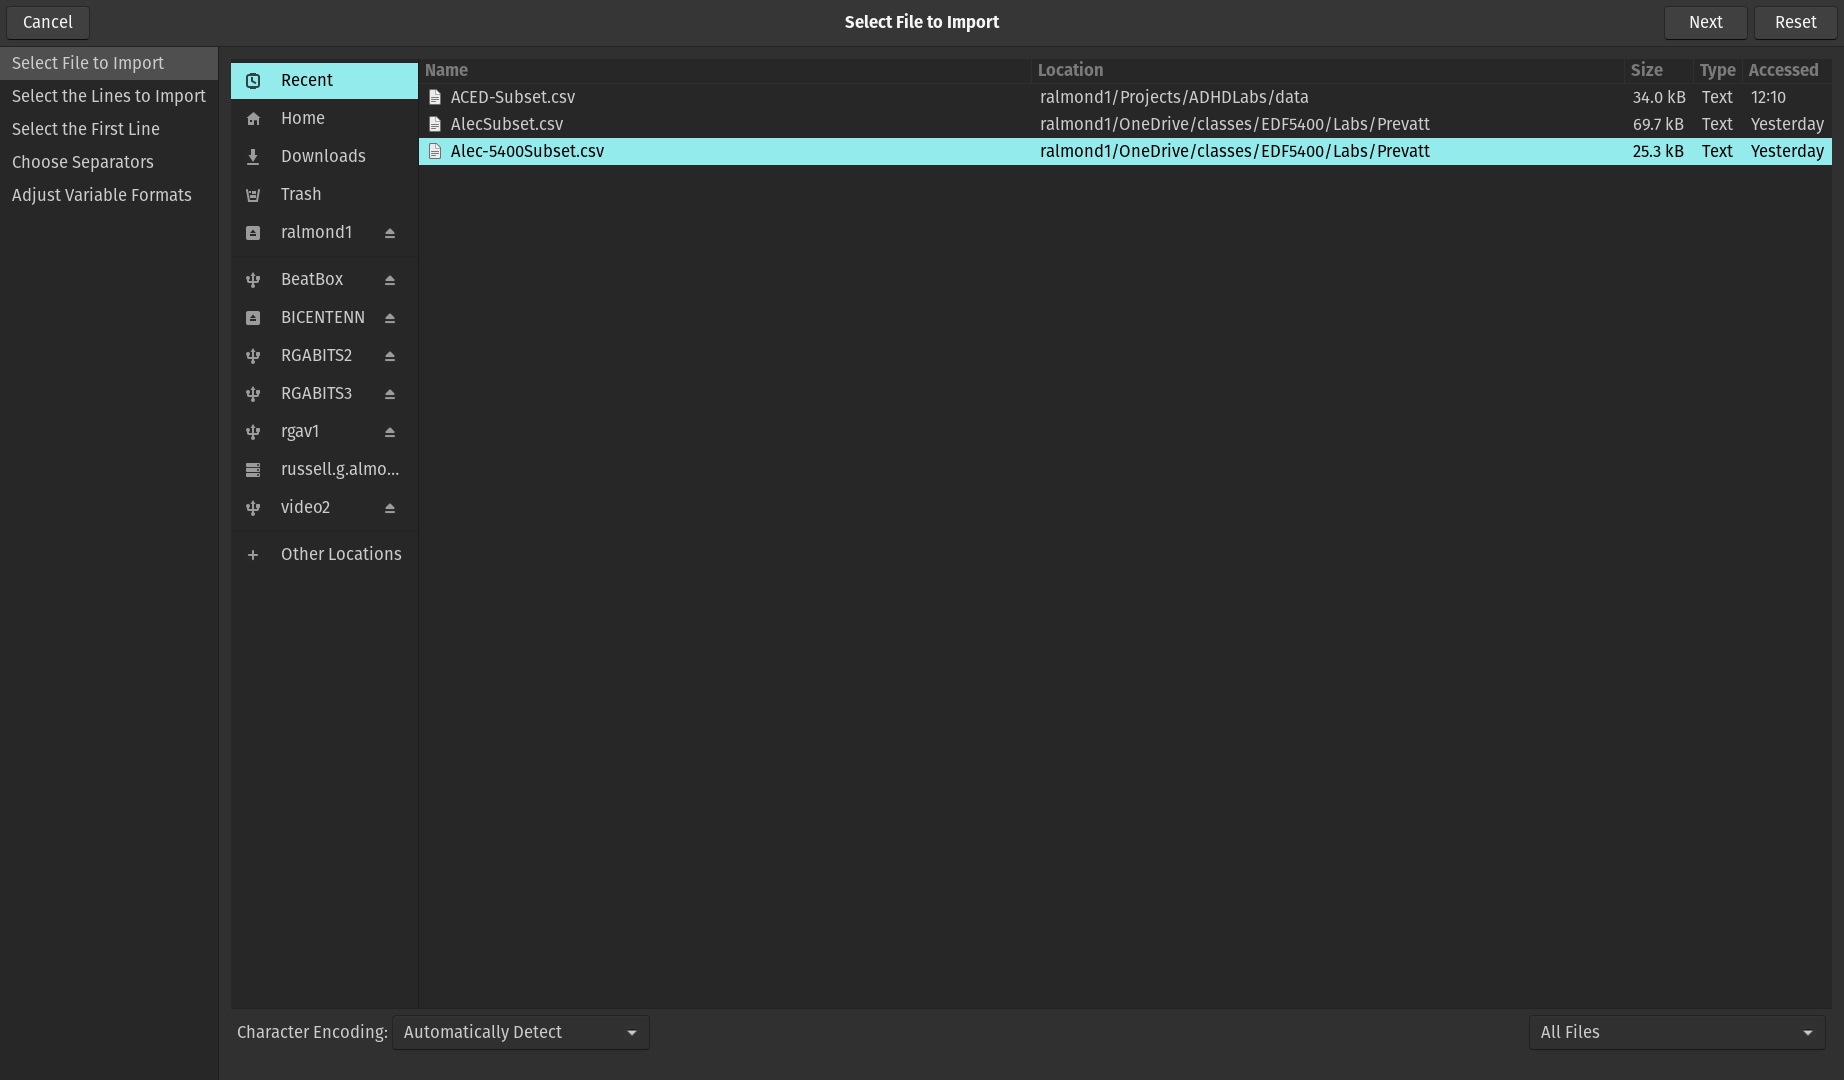 Cancel
Select File to Import
Next
Reset
Select File to Import
Select the Lines to Import
Select the First Line
Choose Separators
Adjust Variable Formats
Recent
Home
Downloads
Trash
ralmond1
BeatBox
BICENTENN
RGABITS2
RGABITS3
rgav1
russell.g.almo...
video2
Other Locations
Name Location Size Type Accessed
ACED-Subset.csv ralmond1/Projects/ADHDLabs/data 34.0 kB Text 12:10
AlecSubset.csv ralmond1/OneDrive/classes/EDF5400/Labs/Prevatt 69.7 kB Text Yesterday
Alec-5400Subset.csv ralmond1/OneDrive/classes/EDF5400/Labs/Prevatt 25.3 kB Text Yesterday
Character Encoding: Automatically Detect
All Files